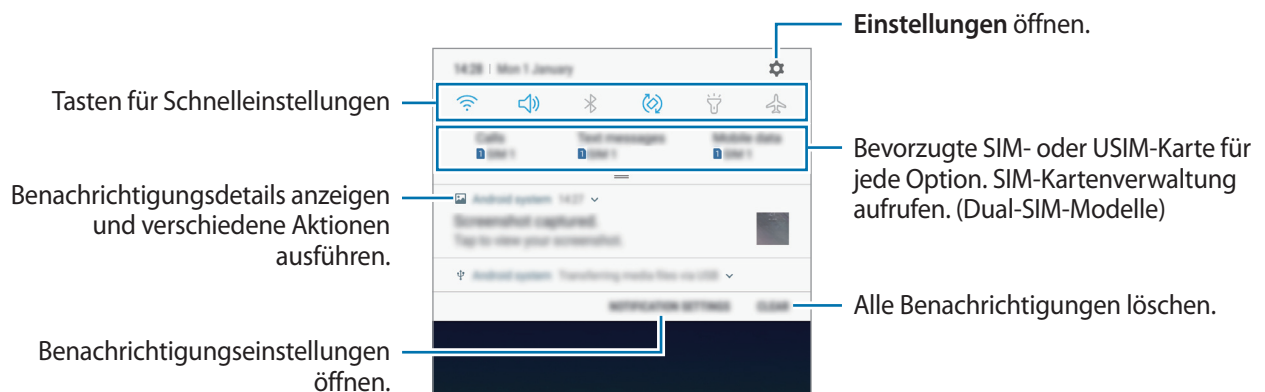 Einstellungen öffnen.
14:28 | Mon 1 January
Tasten für Schnelleinstellungen
Calls Text messages Mobile data
1 SIM 1 1 SIM 1 1 SIM 1
Bevorzugte SIM- oder USIM-Karte für
jede Option. SIM-Kartenverwaltung
aufrufen. (Dual-SIM-Modelle)
Benachrichtigungsdetails anzeigen
und verschiedene Aktionen
ausführen.
Android system 14:27
Screenshot captured.
Tap to view your screenshot.
Android system Transferring media files via USB
NOTIFICATION SETTINGS CLEAR
Alle Benachrichtigungen löschen.
Benachrichtigungseinstellungen
öffnen.